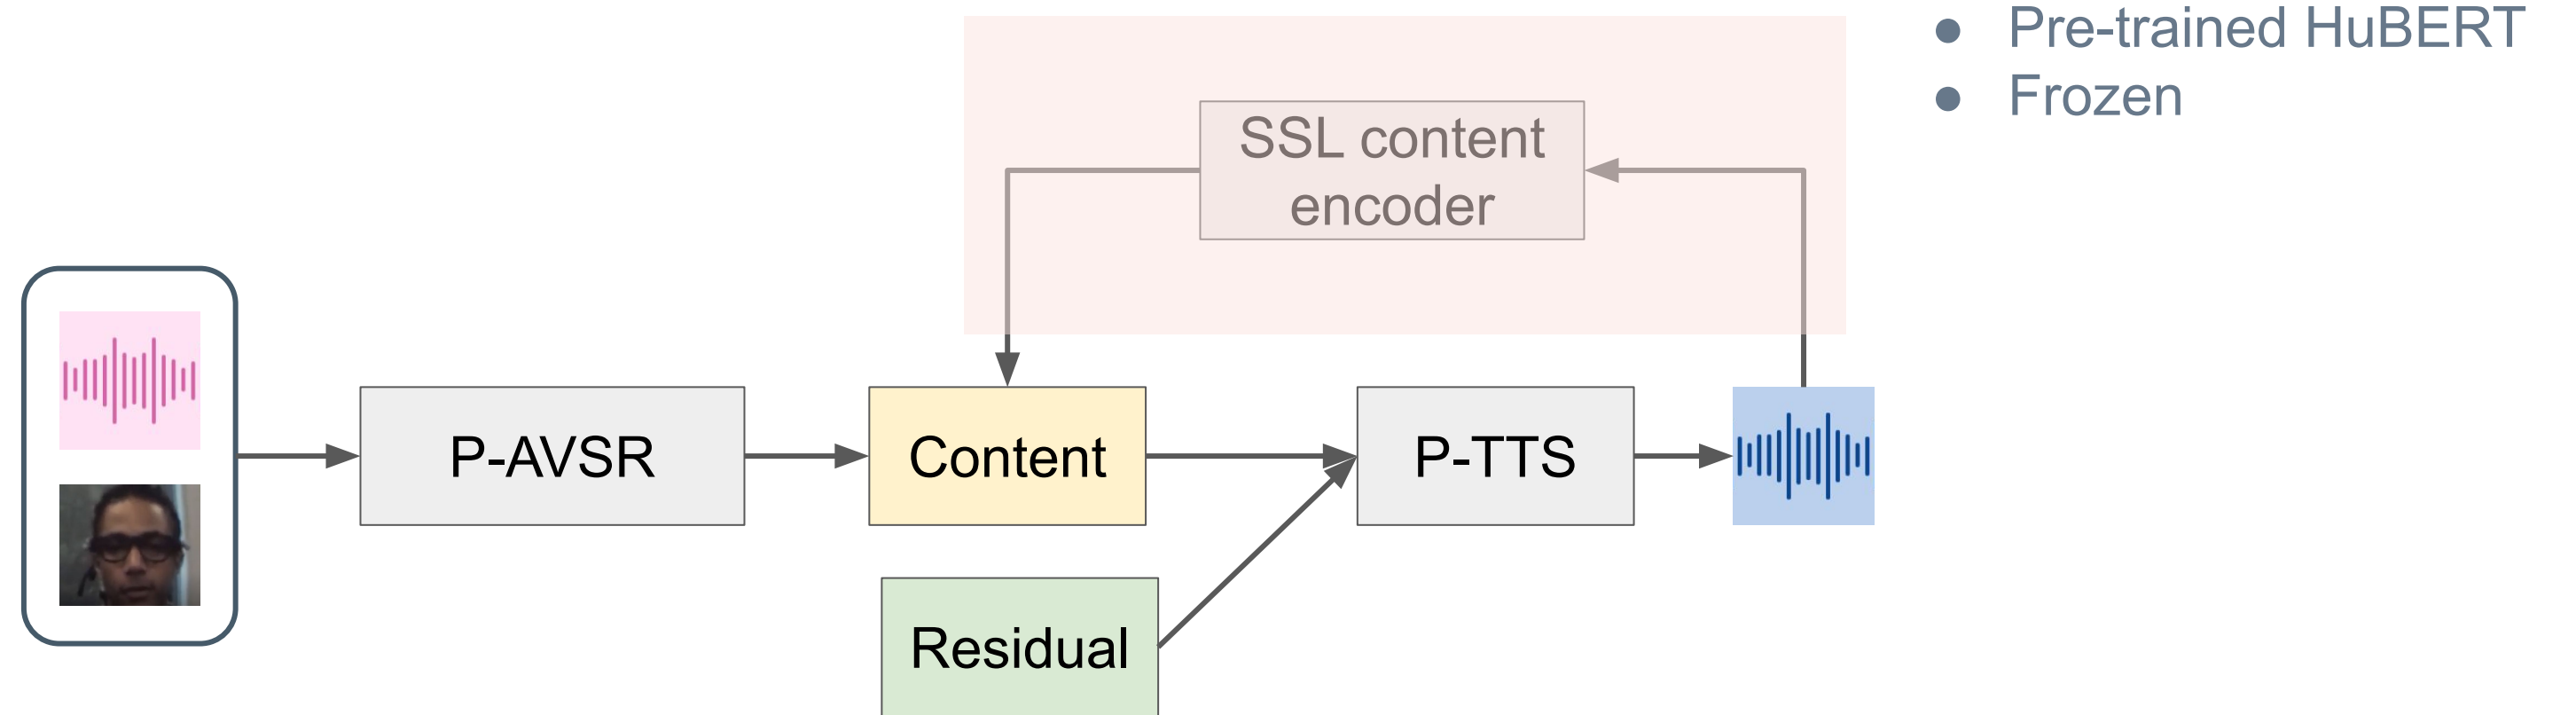 Pre-trained HuBERT
Frozen
SSL content
encoder
P-AVSR
Content
P-TTS
Residual